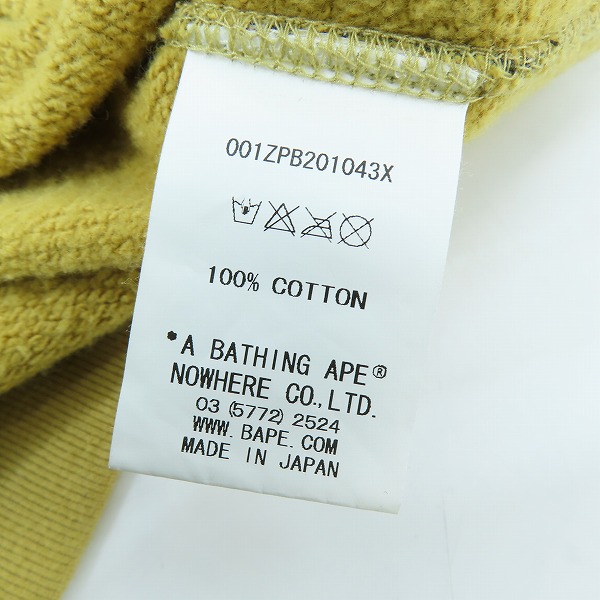 001ZPB201043X
100% COTTON
*A BATHING APE®
NOWHERE CO.,LTD.
03 (5772) 2524
WWW. BAPE. COM
MADE IN JAPAN